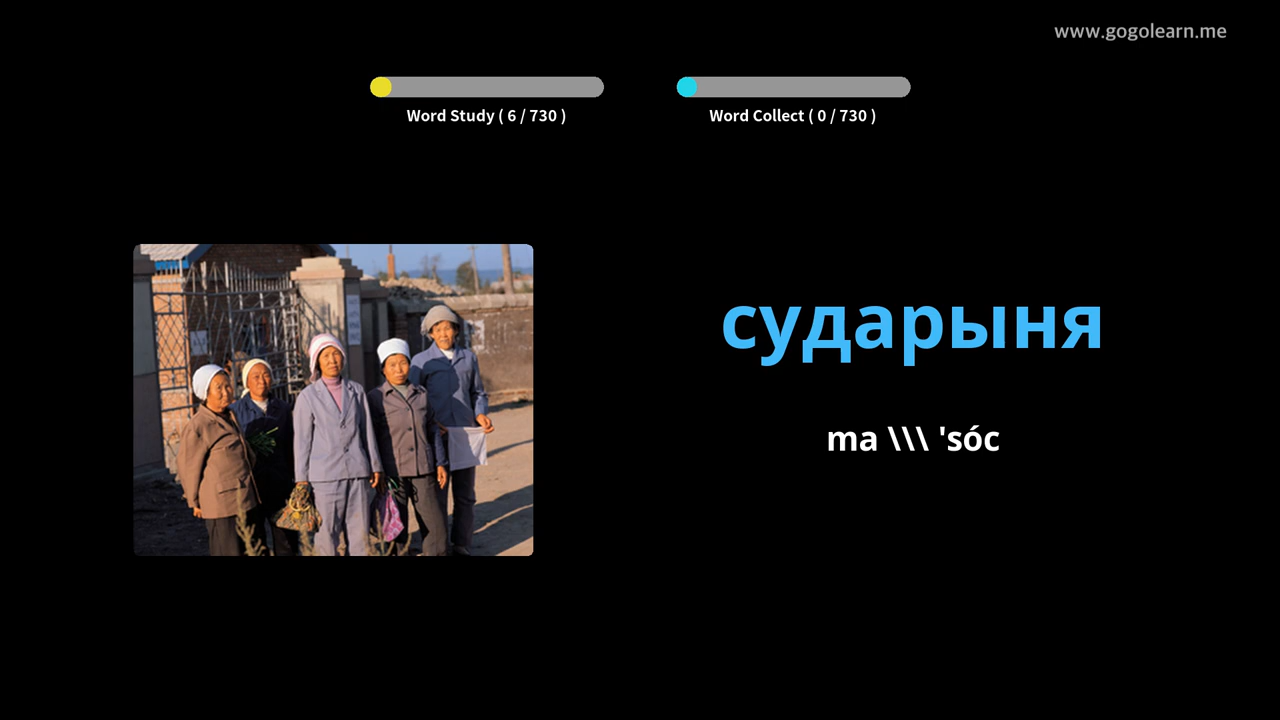 www.gogolearn.me
Word Study ( 6 / 730 )
Word Collect ( 0 / 730 )
сударыня
ma \\\ 'sóc